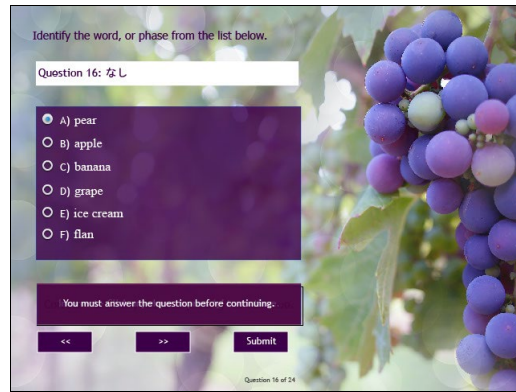 Identify the word, or phase from the list below.
Question 16: なし
A) pear
B) apple
C) banana
D) grape
E) ice cream
F) flan
You must answer the question before continuing.
<< >> Submit
Question 16 of 24